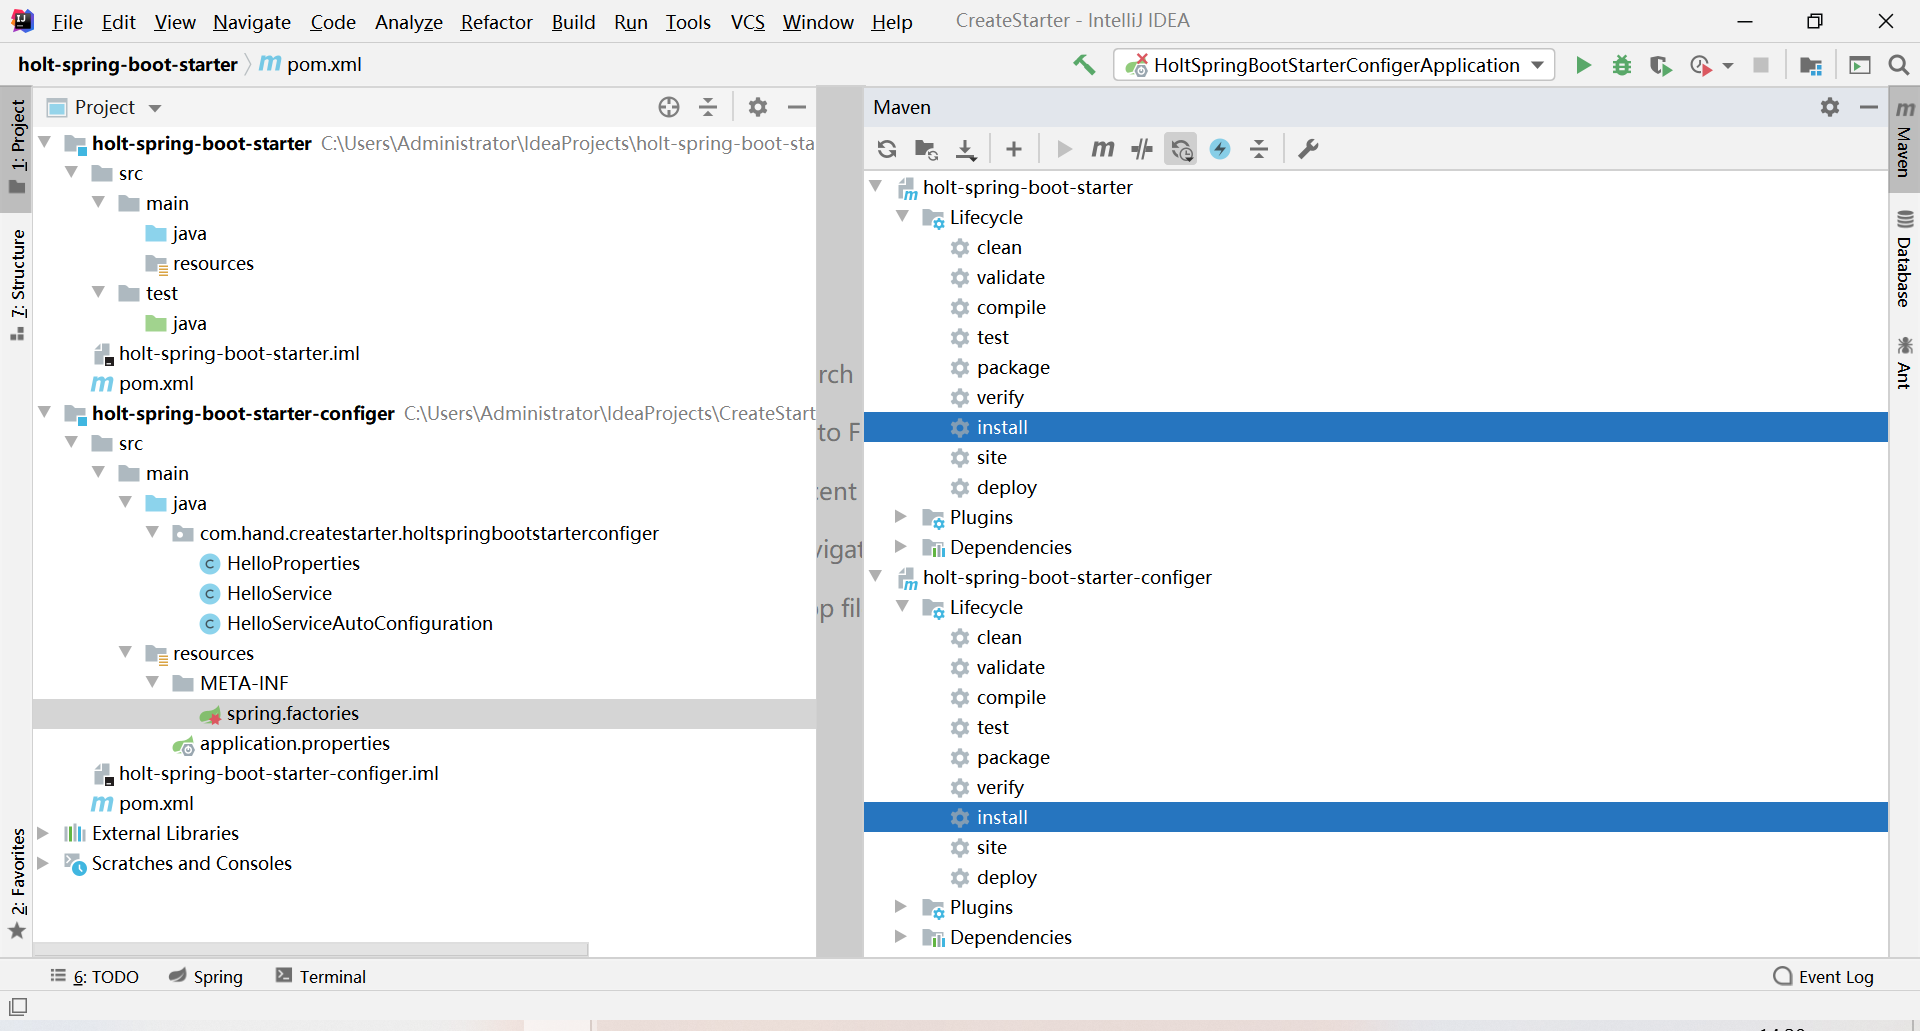 File Edit View Navigate Code Analyze Refactor Build Run Tools VCS Window Help CreateStarter - IntelliJ IDEA
holt-spring-boot-starter m pom.xml HoltSpringBootStarterConfigerApplication
1: Project
7: Structure
2: Favorites
Project
holt-spring-boot-starter C:\Users\Administrator\IdeaProjects\holt-spring-boot-sta
src
main
java
resources
test
java
holt-spring-boot-starter.iml
m pom.xml
holt-spring-boot-starter-configer C:\Users\Administrator\IdeaProjects\CreateStart
src
main
java
com.hand.createstarter.holtspringbootstarterconfiger
C HelloProperties
C HelloService
C HelloServiceAutoConfiguration
resources
META-INF
spring.factories
application.properties
holt-spring-boot-starter-configer.iml
m pom.xml
External Libraries
Scratches and Consoles
rch
to F
cent
vigat
op fil
Maven
m
holt-spring-boot-starter
Lifecycle
clean
validate
compile
test
package
verify
install
site
deploy
Plugins
Dependencies
holt-spring-boot-starter-configer
Lifecycle
clean
validate
compile
test
package
verify
install
site
deploy
Plugins
Dependencies
m Maven
Database
Ant
6: TODO Spring Terminal Event Log